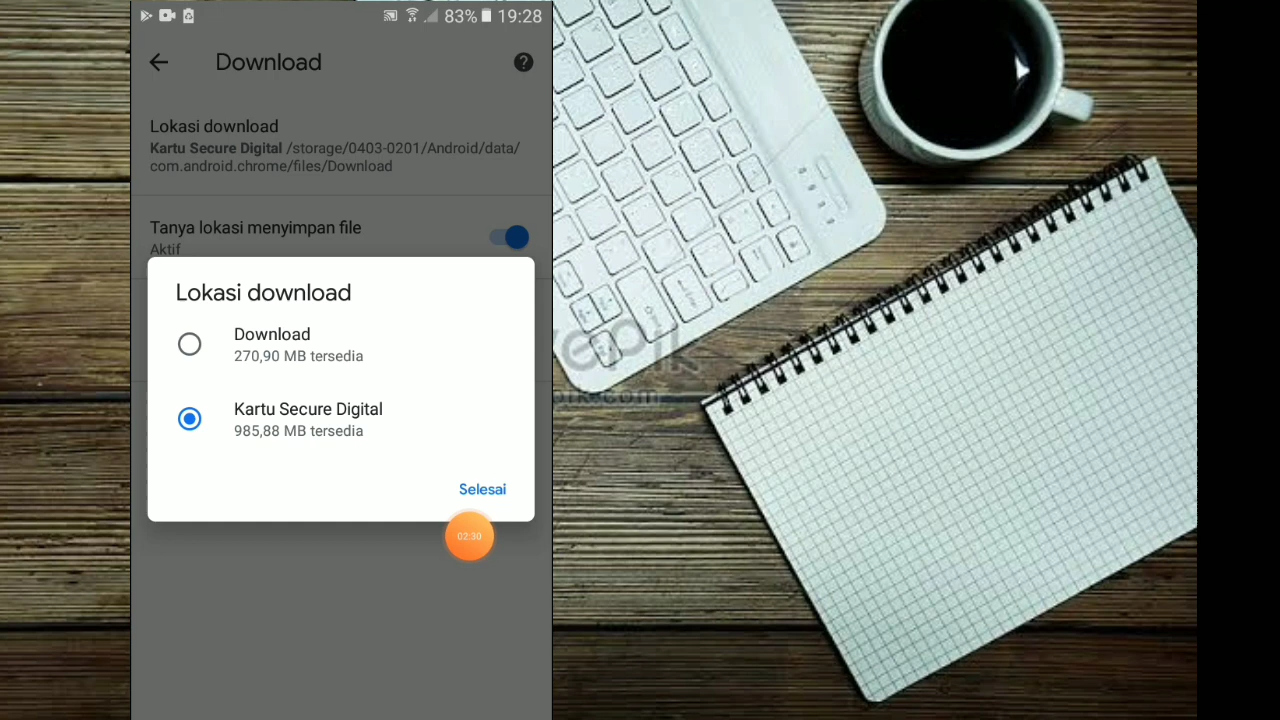 83% 19:28
Download
Lokasi download
Kartu Secure Digital /storage/0403-0201/Android/data/
com.android.chrome/files/Download
Tanya lokasi menyimpan file
Aktif
Lokasi download
Download
270,90 MB tersedia
Kartu Secure Digital
985,88 MB tersedia
Selesai
02:30